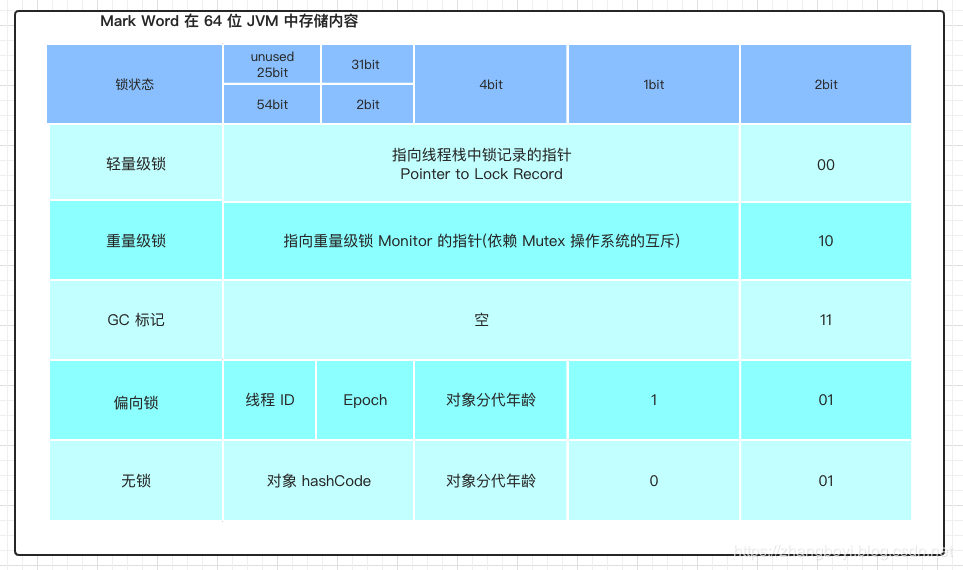 Mark Word 在 64 位 JVM 中存储内容
锁状态
unused
25bit
31bit
4bit
1bit
2bit
54bit
2bit
轻量级锁
指向线程栈中锁记录的指针
Pointer to Lock Record
00
重量级锁
指向重量级锁 Monitor 的指针(依赖 Mutex 操作系统的互斥)
10
GC 标记
空
11
偏向锁
线程 ID
Epoch
对象分代年龄
1
01
无锁
对象 hashCode
对象分代年龄
0
01
https://zhangboyi.blog.csdn.net